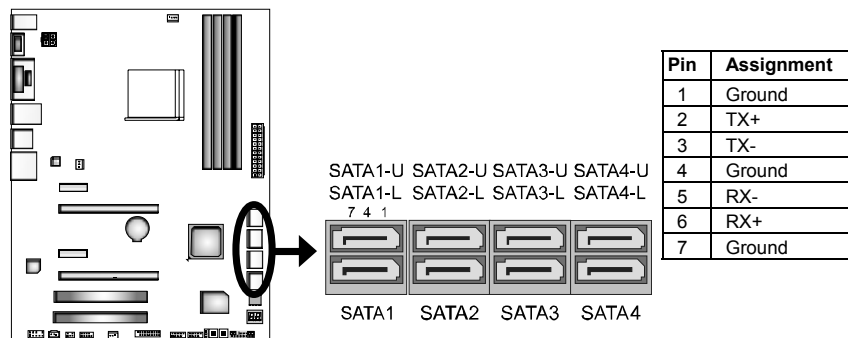 SATA1-U SATA2-U SATA3-U SATA4-U
SATA1-L SATA2-L SATA3-L SATA4-L
7 4 1
SATA1 SATA2 SATA3 SATA4
Pin Assignment
1 Ground
2 TX+
3 TX-
4 Ground
5 RX-
6 RX+
7 Ground